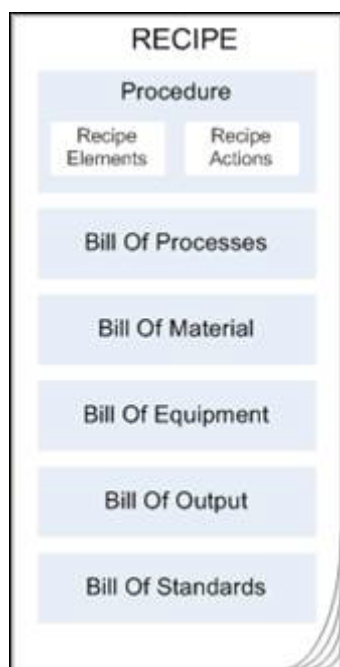 RECIPE
Procedure
Recipe Elements
Recipe Actions
Bill Of Processes
Bill Of Material
Bill Of Equipment
Bill Of Output
Bill Of Standards